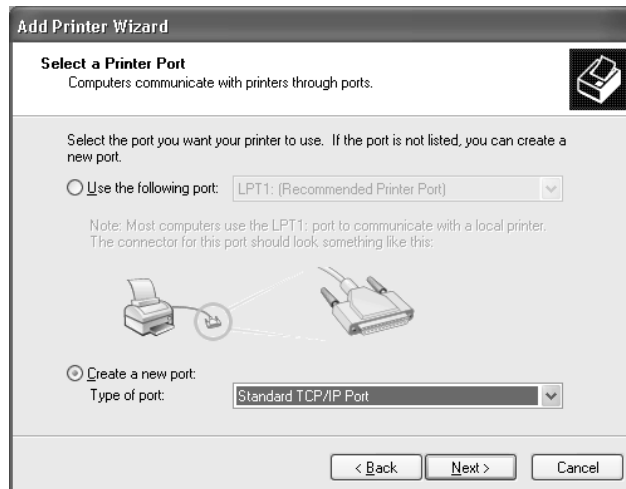 Add Printer Wizard
Select a Printer Port
Computers communicate with printers through ports.
Select the port you want your printer to use. If the port is not listed, you can create a
new port.
Use the following port: LPT1: (Recommended Printer Port)
Note: Most computers use the LPT1: port to communicate with a local printer.
The connector for this port should look something like this:
Create a new port:
Type of port: Standard TCP/IP Port
< Back Next > Cancel